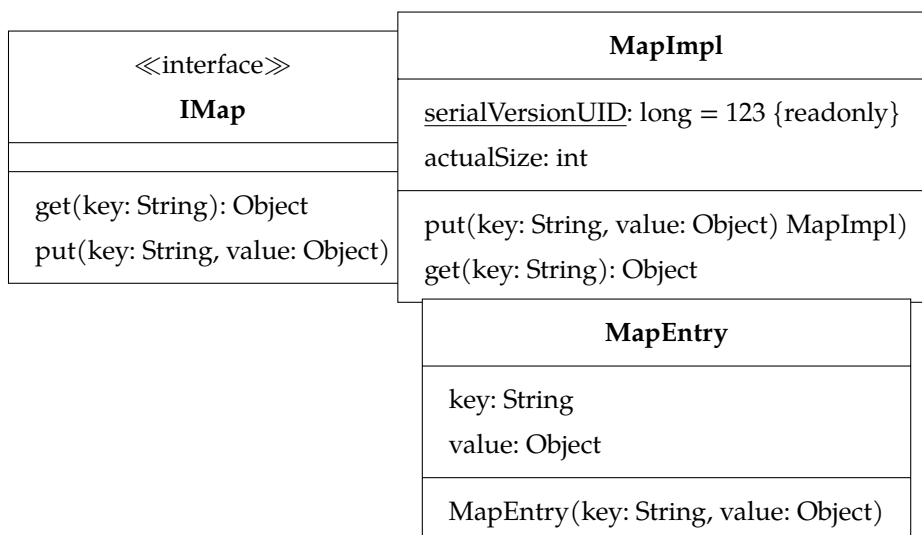 ≪interface≫
IMap
get(key: String): Object
put(key: String, value: Object)
MapImpl
serialVersionUID: long = 123 {readonly}
actualSize: int
put(key: String, value: Object) MapImpl)
get(key: String): Object
MapEntry
key: String
value: Object
MapEntry(key: String, value: Object)